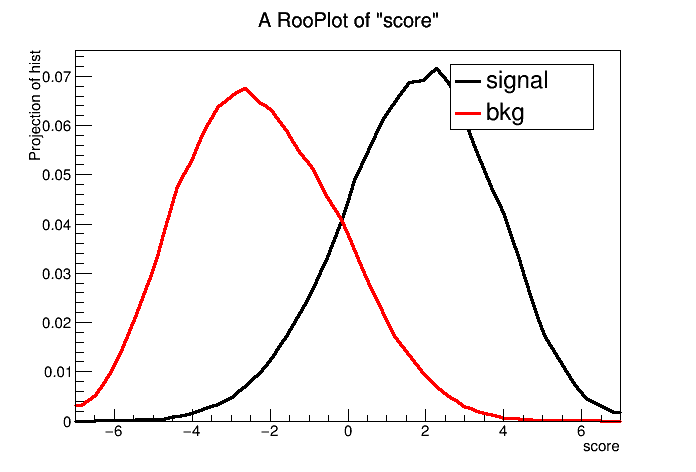 A RooPlot of "score"
Projection of hist
signal
bkg
0.07
0.06
0.05
0.04
0.03
0.02
0.01
0
−6 −4 −2 0 2 4 6
score